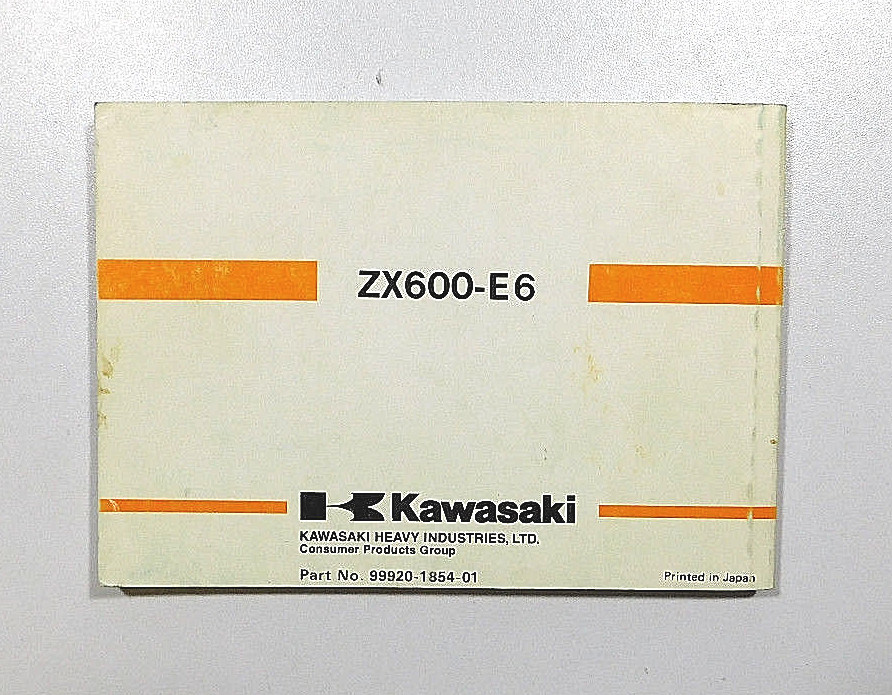 ZX600-E6
Kawasaki
KAWASAKI HEAVY INDUSTRIES, LTD.
Consumer Products Group
Part No. 99920-1854-01
Printed in Japan